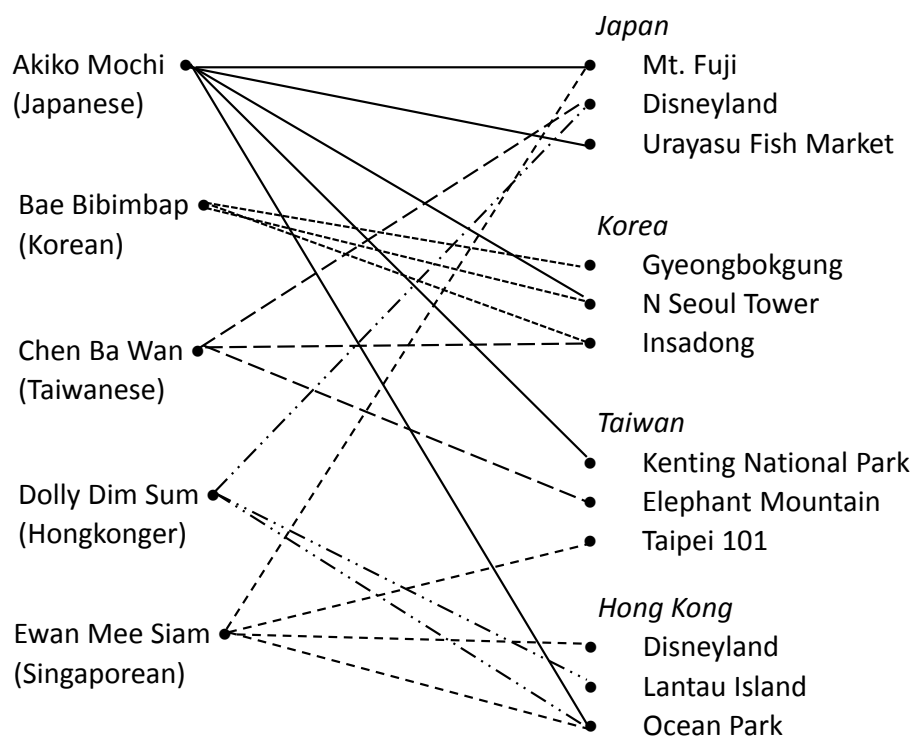 Akiko Mochi
(Japanese)
Bae Bibimbap
(Korean)
Chen Ba Wan
(Taiwanese)
Dolly Dim Sum
(Hongkonger)
Ewan Mee Siam
(Singaporean)
Japan
Mt. Fuji
Disneyland
Urayasu Fish Market
Korea
Gyeongbokgung
N Seoul Tower
Insadong
Taiwan
Kenting National Park
Elephant Mountain
Taipei 101
Hong Kong
Disneyland
Lantau Island
Ocean Park